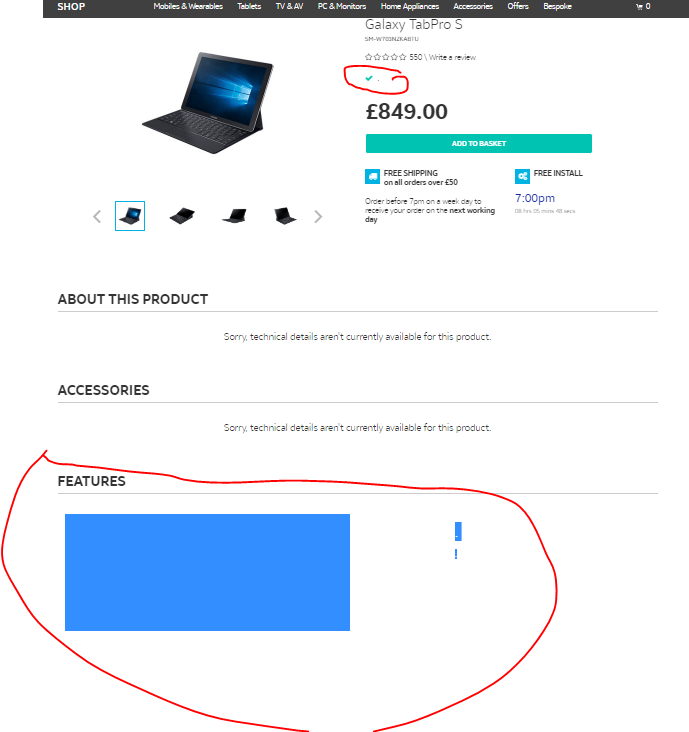 SHOP Mobiles & Wearables Tablets TV & AV PC & Monitors Home Appliances Accessories Offers Bespoke 0
Galaxy TabPro S
SM-W703NZKABTU
550 \ Write a review
.
£849.00
ADD TO BASKET
FREE SHIPPING
on all orders over £50
Order before 7pm on a week day to
receive your order on the next working
day
FREE INSTALL
7:00pm
08 hrs 05 mins 48 secs
ABOUT THIS PRODUCT
Sorry, technical details aren't currently available for this product.
ACCESSORIES
Sorry, technical details aren't currently available for this product.
FEATURES
.
!